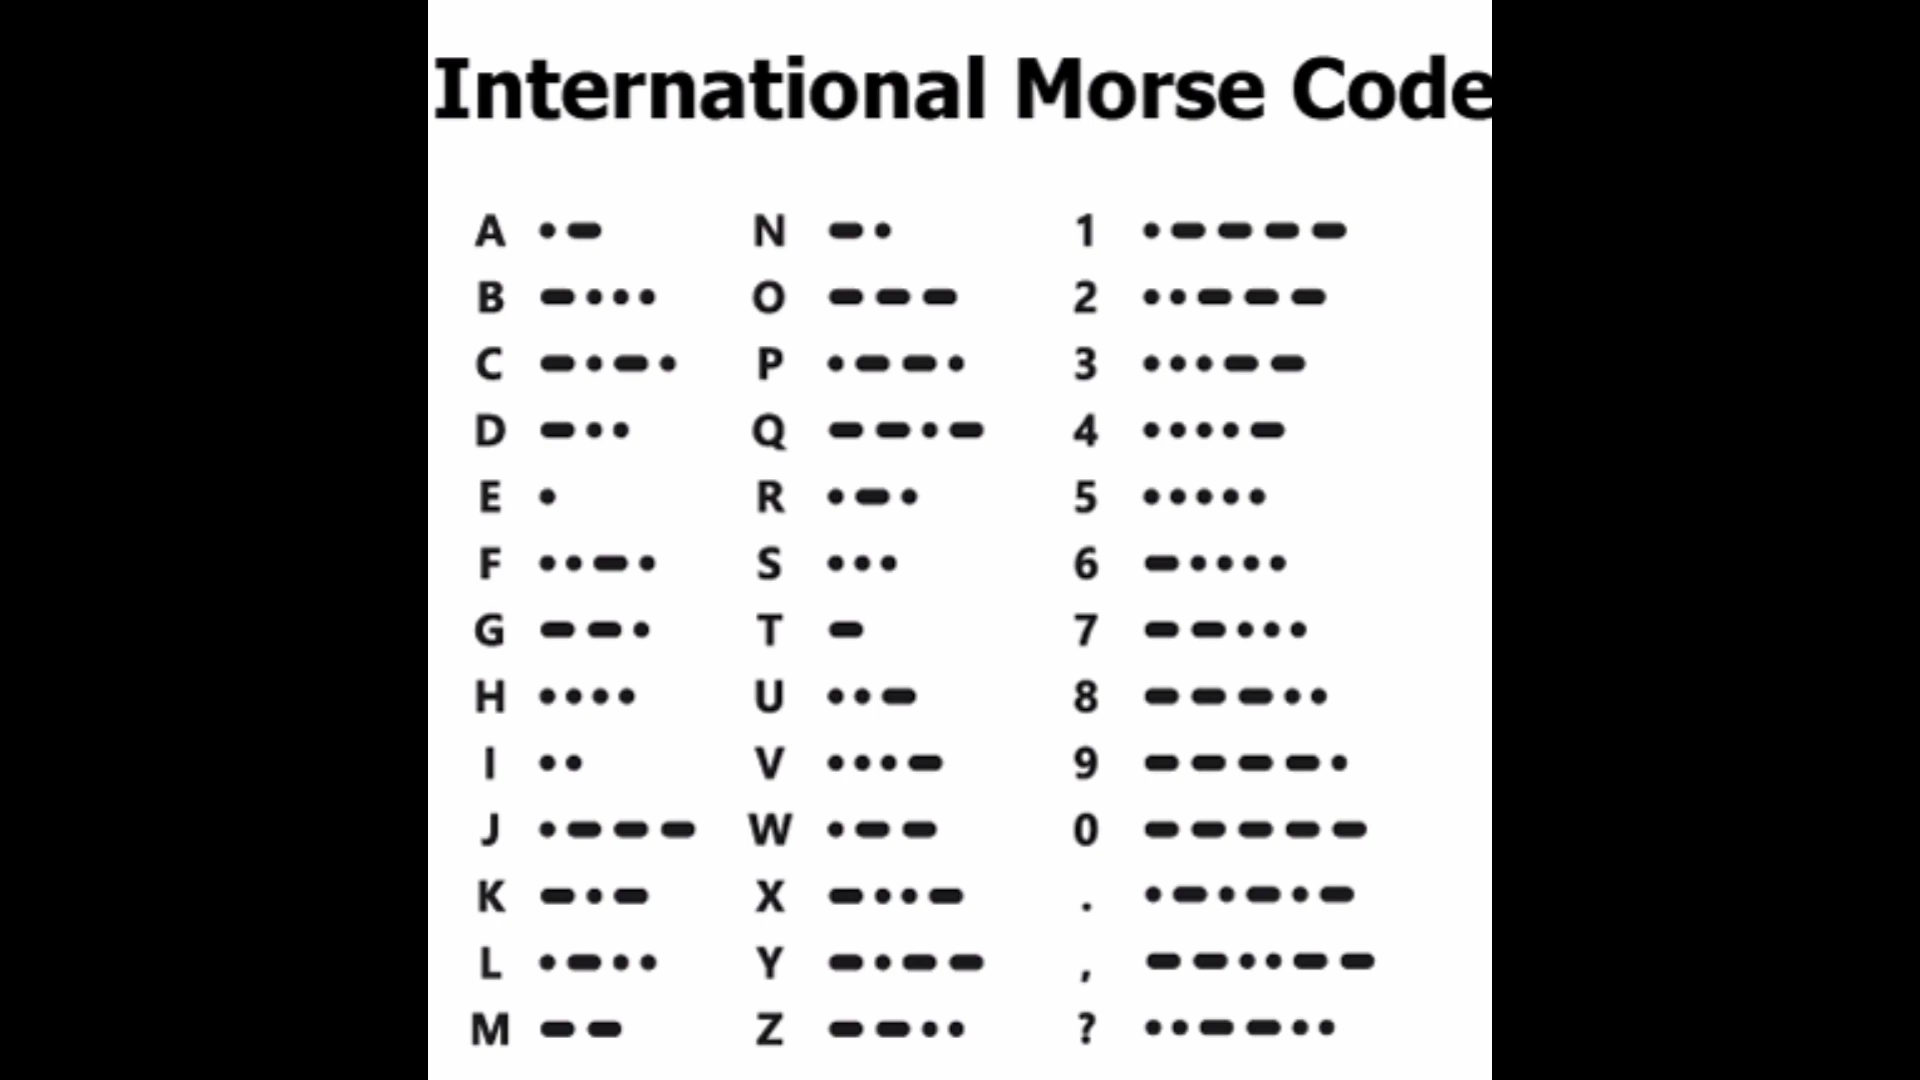 International Morse Code
A •– N –• 1 •––––
B –••• O ––– 2 ••–––
C –•–• P •––• 3 •••––
D –•• Q ––•– 4 ••••–
E • R •–• 5 •••••
F ••–• S ••• 6 –••••
G ––• T – 7 ––•••
H •••• U ••– 8 –––••
I •• V •••– 9 ––––•
J •––– W •–– 0 –––––
K –•– X –••– . •–•–•–
L •–•• Y –•–– , ––••––
M –– Z ––•• ? ••––••